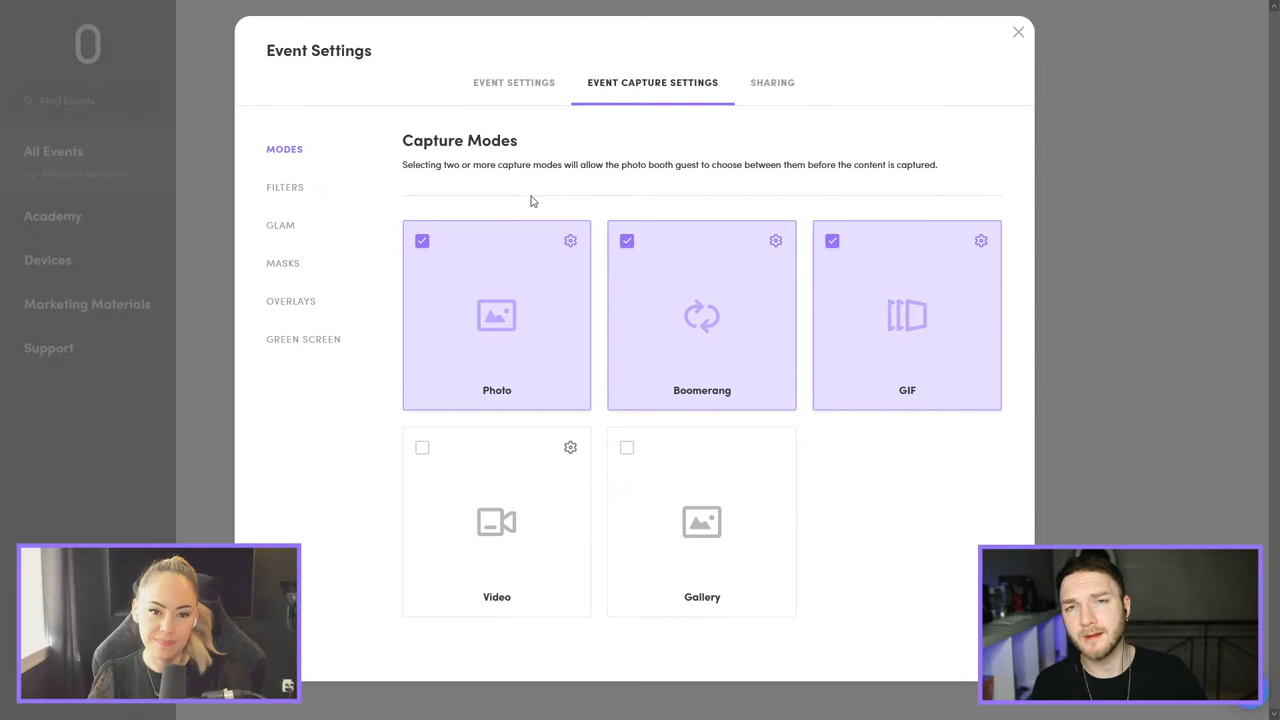 Event Settings
EVENT SETTINGS
EVENT CAPTURE SETTINGS
SHARING
Find Events
All Events
Academy
Devices
Marketing Materials
Support
MODES
FILTERS
GLAM
MASKS
OVERLAYS
GREEN SCREEN
Capture Modes
Selecting two or more capture modes will allow the photo booth guest to choose between them before the content is captured.
Photo
Boomerang
GIF
Video
Gallery